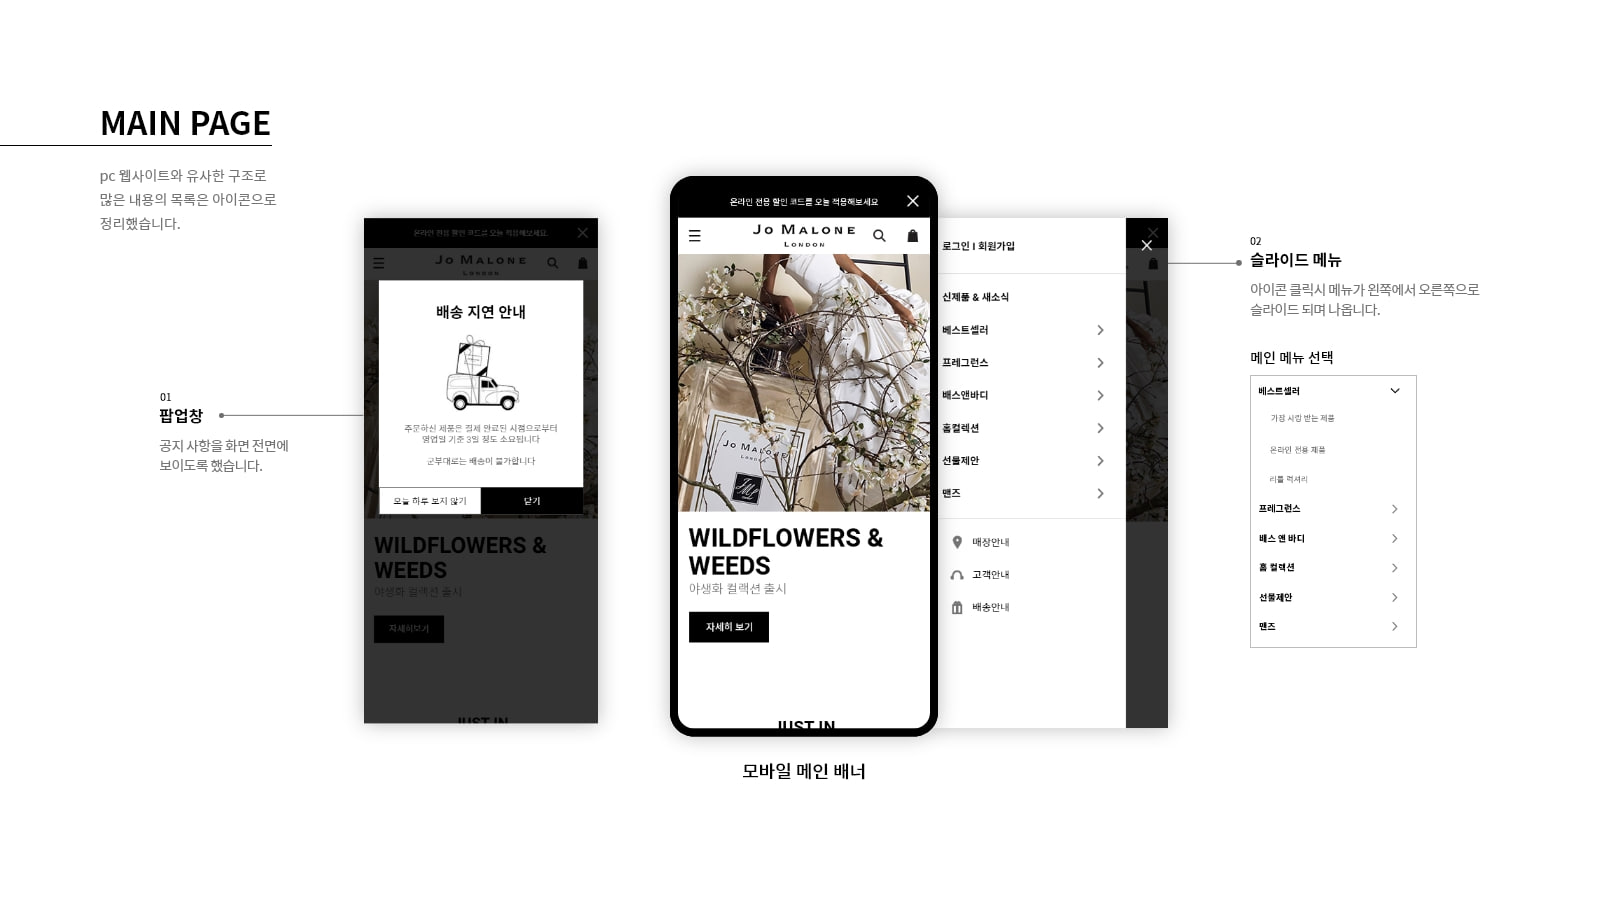 MAIN PAGE
pc 웹사이트와 유사한 구조로
많은 내용의 목록은 아이콘으로
정리했습니다.
01
팝업창
공지 사항을 화면 전면에
보이도록 했습니다.
온라인 전용 할인 코드를 오늘 적용해보세요.
JO MALONE
LONDON
배송 지연 안내
주문하신 제품은 결제 완료된 시점으로부터
영업일 기준 3일 정도 소요됩니다
군부대로는 배송이 불가합니다
오늘 하루 보지 않기
닫기
WILDFLOWERS &
WEEDS
야생화 컬랙션 출시
자세히보기
JUST IN
온라인 전용 할인 코드를 오늘 적용해보세요
JO MALONE
LONDON
JO MALONE
LONDON
WILDFLOWERS &
WEEDS
야생화 컬랙션 출시
자세히 보기
JUST IN
모바일 메인 배너
로그인 I 회원가입
신제품 & 새소식
베스트셀러
프레그런스
배스앤바디
홈컬렉션
선물제안
맨즈
매장안내
고객안내
배송안내
02
슬라이드 메뉴
아이콘 클릭시 메뉴가 왼쪽에서 오른쪽으로
슬라이드 되며 나옵니다.
메인 메뉴 선택
베스트셀러
가장 사랑 받는 제품
온라인 전용 제품
리틀 럭셔리
프레그런스
배스 앤 바디
홈 컬렉션
선물제안
맨즈